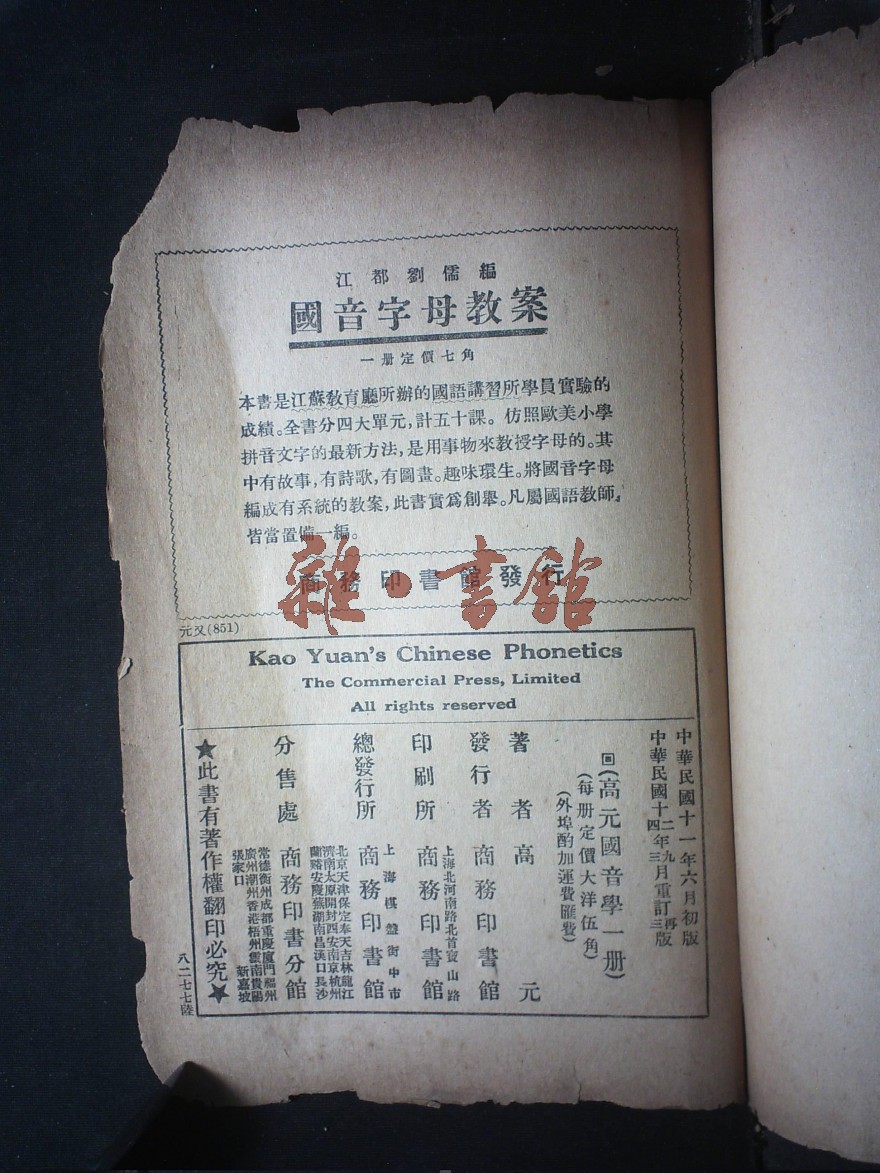 江都劉儒編
國音字母教案
一册定價七角
本書是江蘇教育廳所辦的國語講習所學員實驗的
成績。全書分四大單元，計五十課。仿照歐美小學
拼音文字的最新方法，是用事物來教授字母的。其
中有故事，有詩歌，有圖畫。趣味環生。將國音字母
編成有系統的教案，此書實爲創舉。凡屬國語教師，
皆當置備一編。
商務印書館發行
雜·書館
元又(851)
Kao Yuan's Chinese Phonetics
The Commercial Press, Limited
All rights reserved
中華民國十一年六月初版
中華民國十二年九月重訂再版
四 三 三
回(高元國音學一册)
(每册定價大洋伍角)
(外埠酌加運費匯費)
著者 高元
發行者 商務印書館
印刷所 上海北河南路北首寶山路 商務印書館
總發行所 上海棋盤街中市 商務印書館
分售處 商務印書分館
北京天津保定奉天吉林龍江
濟南太原開封西安南京杭州
蘭谿安慶蕪湖南昌漢口長沙
常德衡州成都重慶廈門福州
廣州潮州香港梧州雲南貴陽
張家口 新嘉坡
★此書有著作權翻印必究★
八二七七陸